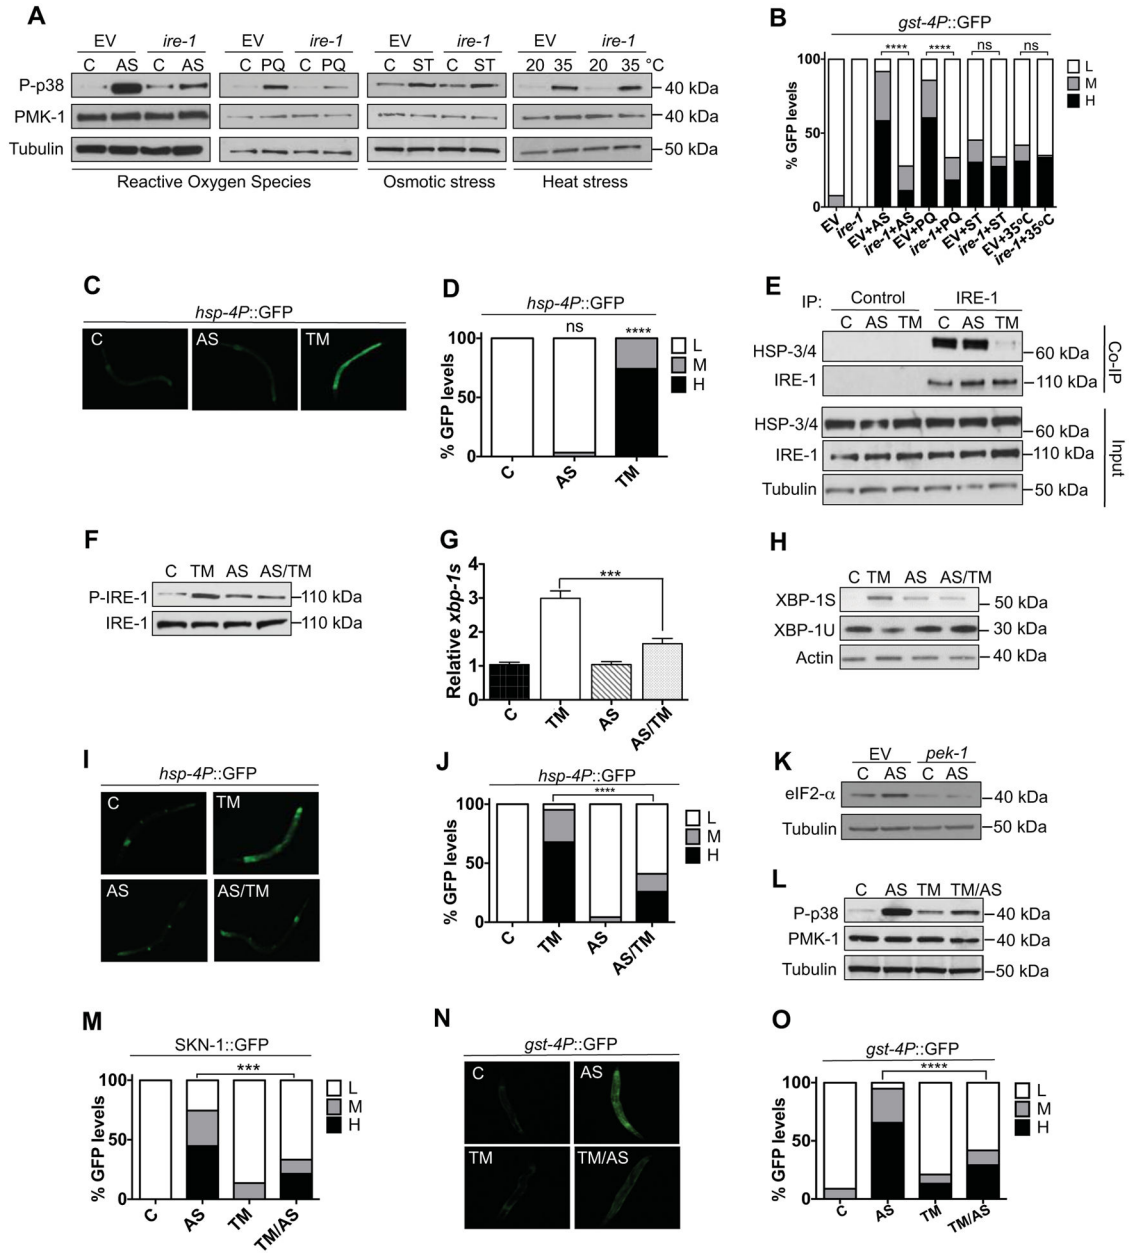 A
EV ire-1 EV ire-1 EV ire-1 EV ire-1
C AS C AS C PQ C PQ C ST C ST 20 35 20 35 °C
P-p38 40 kDa
PMK-1 40 kDa
Tubulin 50 kDa
Reactive Oxygen Species Osmotic stress Heat stress
B
gst-4P::GFP
**** **** ns ns
% GFP levels
100
50
0
L
M
H
EV ire-1 EV+AS ire-1+AS EV+PQ ire-1+PQ EV+ST ire-1+ST EV+35ºC ire-1+35ºC
C
hsp-4P::GFP
C AS TM
D
hsp-4P::GFP
ns ****
% GFP levels
100
50
0
L
M
H
C AS TM
E
IP: Control IRE-1
C AS TM C AS TM
HSP-3/4 60 kDa
IRE-1 110 kDa
Co-IP
HSP-3/4 60 kDa
IRE-1 110 kDa
Tubulin 50 kDa
Input
F
C TM AS AS/TM
P-IRE-1 110 kDa
IRE-1 110 kDa
G
Relative xbp-1s
4
3
2
1
0
***
C TM AS AS/TM
H
C TM AS AS/TM
XBP-1S 50 kDa
XBP-1U 30 kDa
Actin 40 kDa
I
hsp-4P::GFP
C TM
AS AS/TM
J
hsp-4P::GFP
****
% GFP levels
100
50
0
L
M
H
C TM AS AS/TM
K
EV pek-1
C AS C AS
eIF2-α 40 kDa
Tubulin 50 kDa
L
C AS TM TM/AS
P-p38 40 kDa
PMK-1 40 kDa
Tubulin 50 kDa
M
SKN-1::GFP
***
% GFP levels
100
50
0
L
M
H
C AS TM TM/AS
N
gst-4P::GFP
C AS
TM TM/AS
O
gst-4P::GFP
****
% GFP levels
100
50
0
L
M
H
C AS TM TM/AS